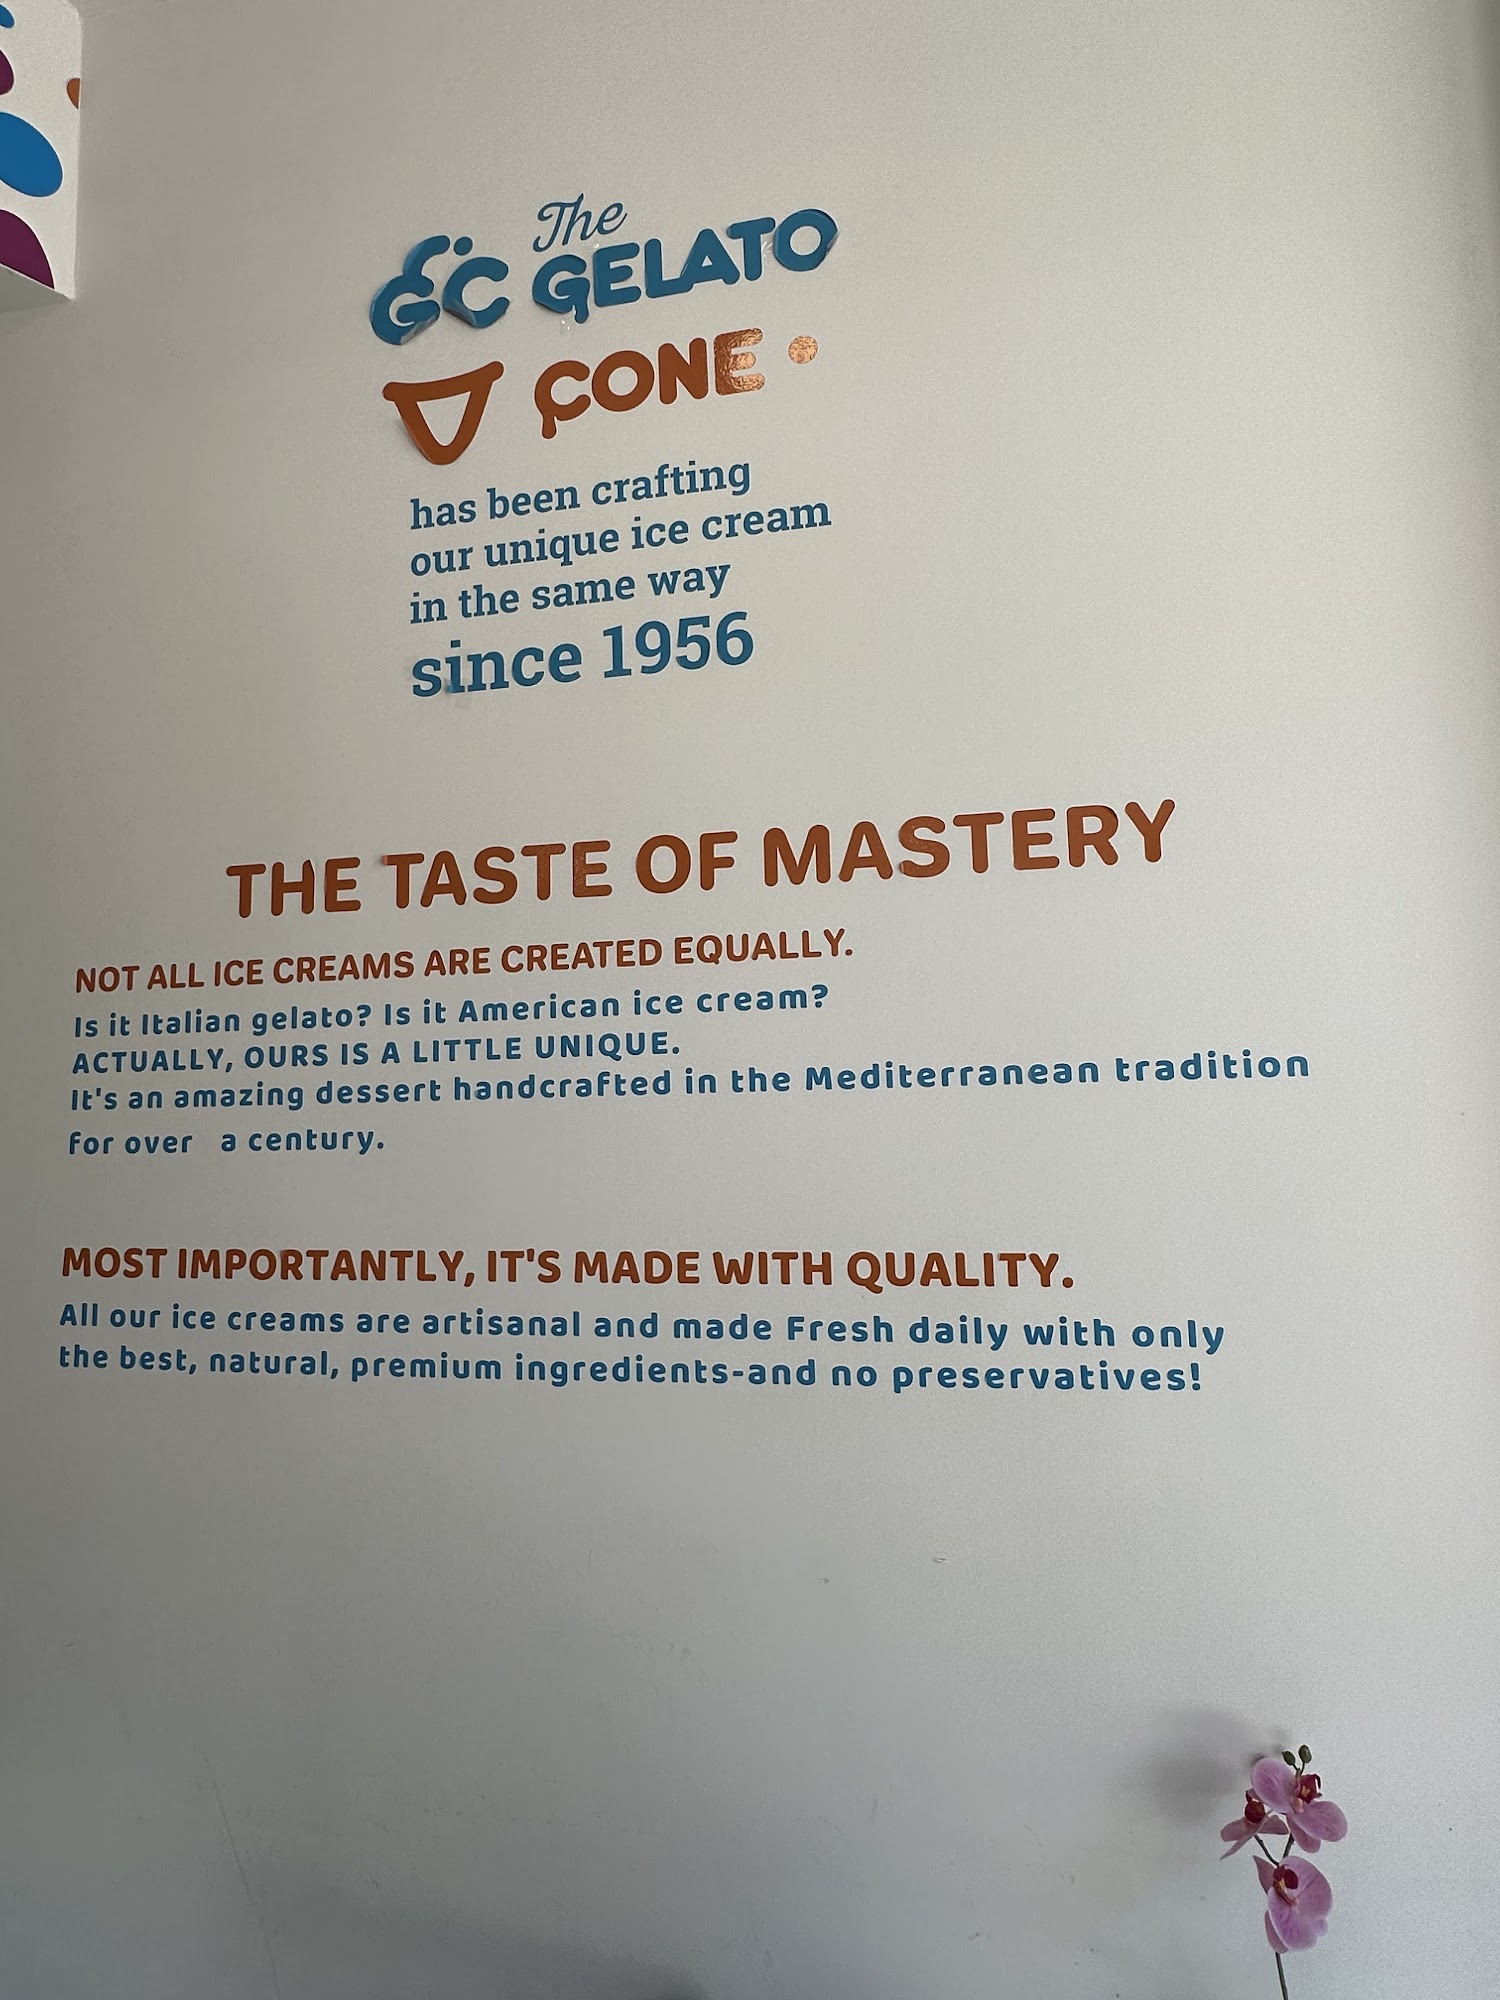 The
GC GELATO
CONE
has been crafting
our unique ice cream
in the same way
since 1956
THE TASTE OF MASTERY
NOT ALL ICE CREAMS ARE CREATED EQUALLY.
Is it Italian gelato? Is it American ice cream?
ACTUALLY, OURS IS A LITTLE UNIQUE.
It's an amazing dessert handcrafted in the Mediterranean tradition
For over a century.
MOST IMPORTANTLY, IT'S MADE WITH QUALITY.
All our ice creams are artisanal and made Fresh daily with only
the best, natural, premium ingredients-and no preservatives!